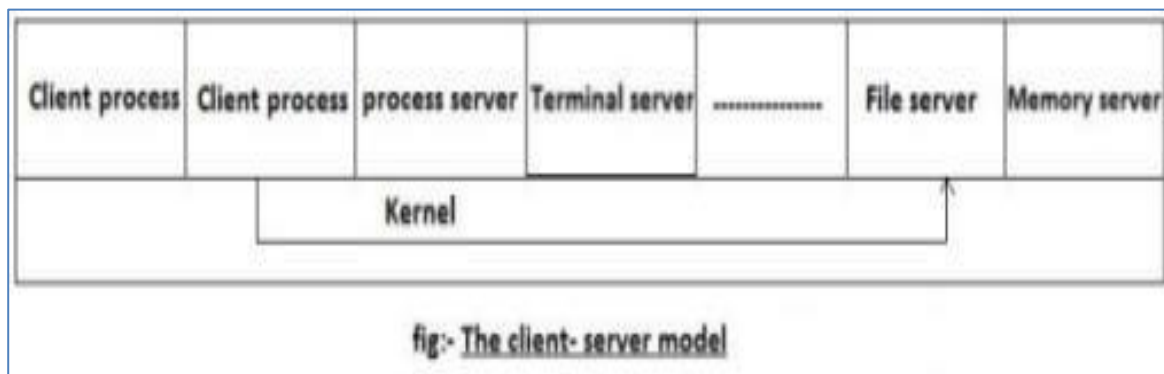 Client process Client process process server Terminal server ............... File server Memory server
Kernel
fig:- The client- server model